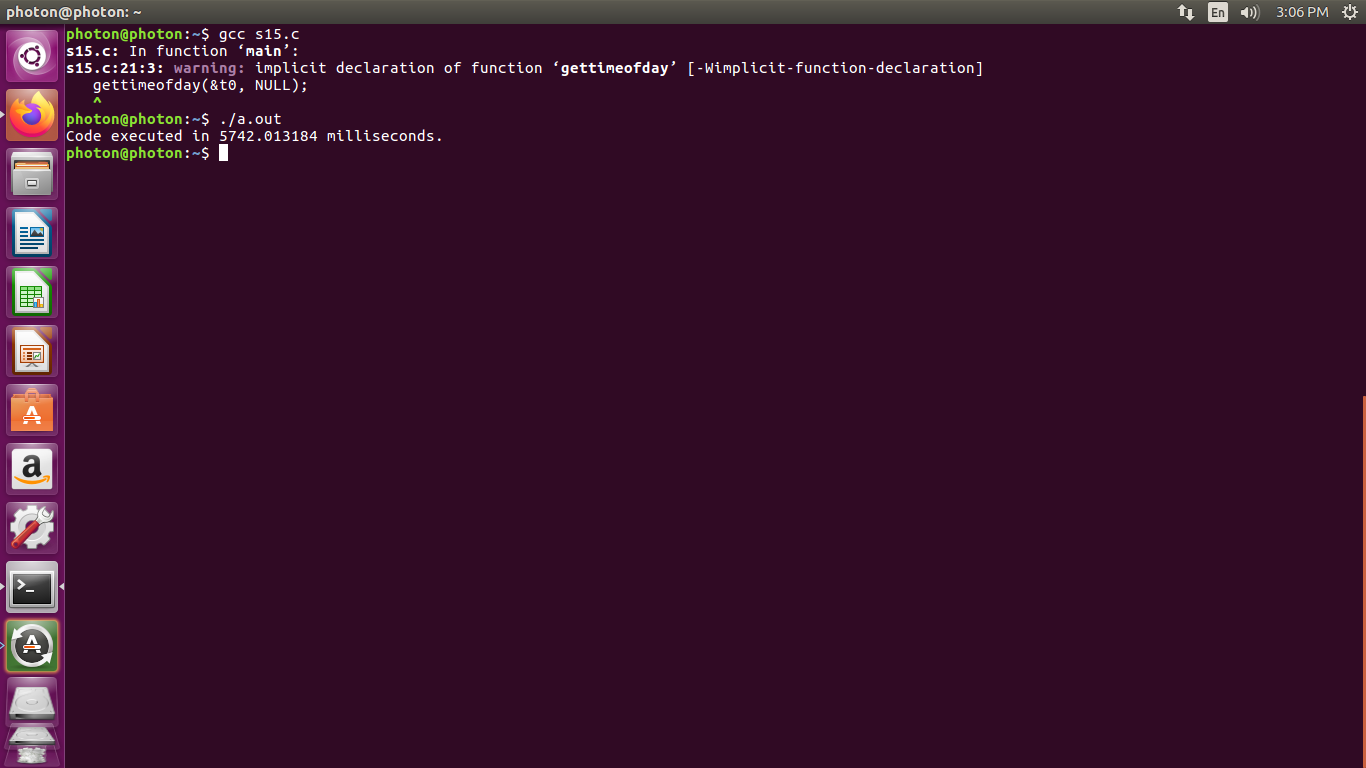 photon@photon: ~
En
3:06 PM
photon@photon:~$ gcc s15.c
s15.c: In function ‘main’:
s15.c:21:3: warning: implicit declaration of function ‘gettimeofday’ [-Wimplicit-function-declaration]
   gettimeofday(&t0, NULL);
   ^
photon@photon:~$ ./a.out
Code executed in 5742.013184 milliseconds.
photon@photon:~$